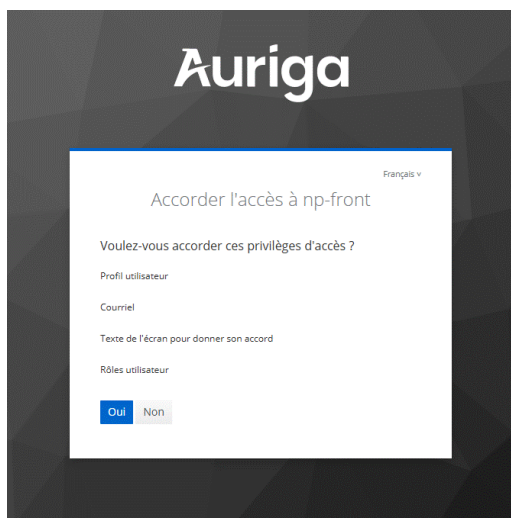 Auriga
Français v
Accorder l'accès à np-front
Voulez-vous accorder ces privilèges d'accès ?
Profil utilisateur
Courriel
Texte de l'écran pour donner son accord
Rôles utilisateur
Oui Non